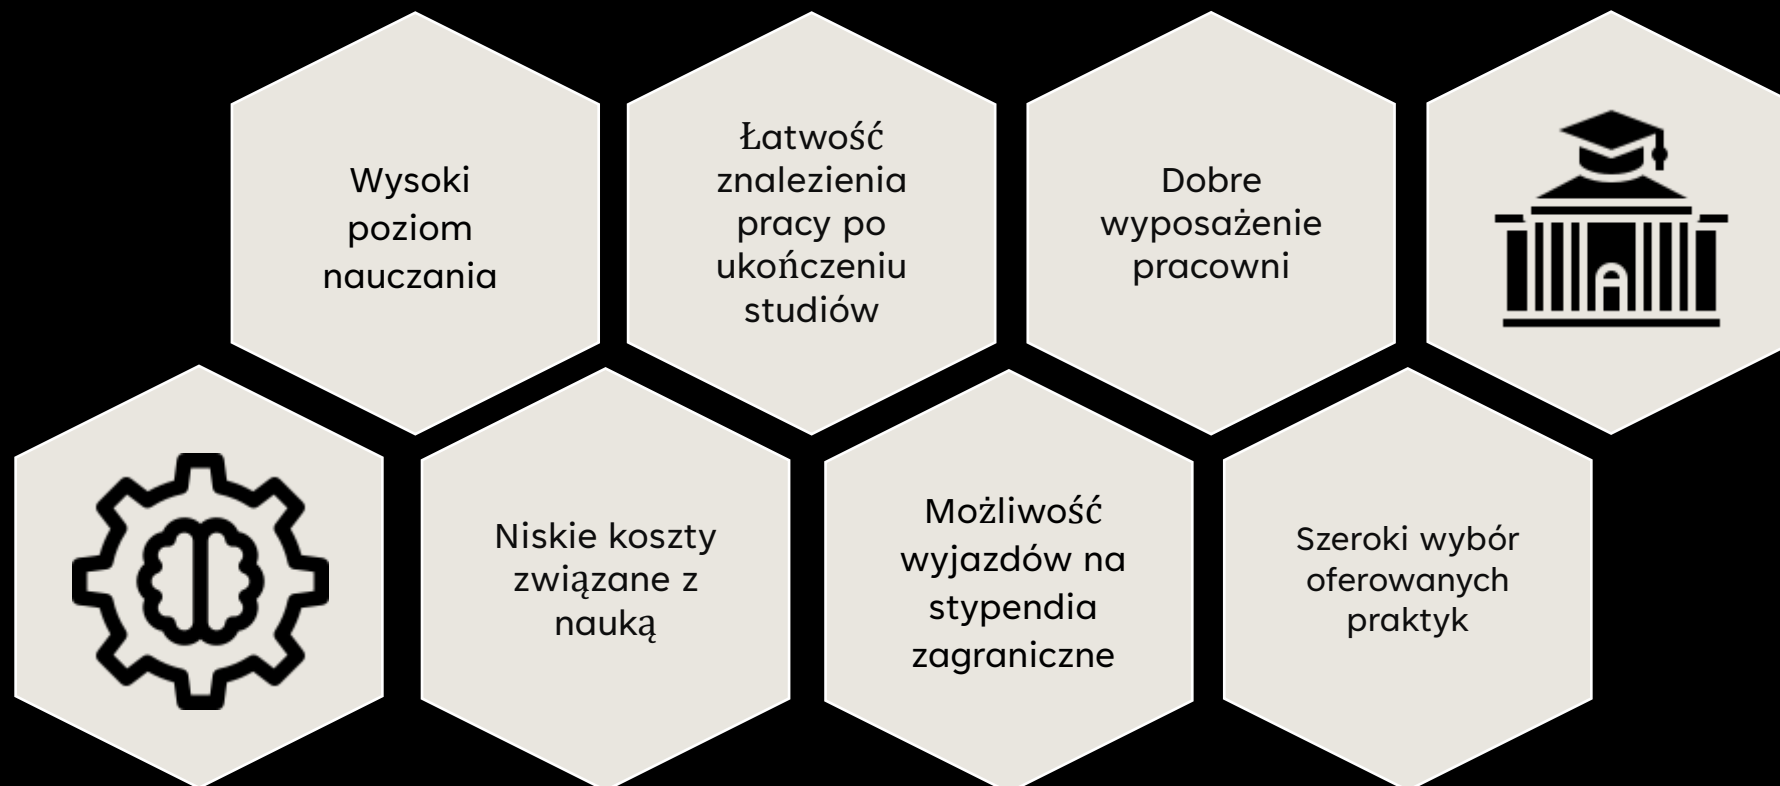 Wysoki
poziom
nauczania
Łatwość
znalezienia
pracy po
ukończeniu
studiów
Dobre
wyposażenie
pracowni
Niskie koszty
związane z
nauką
Możliwość
wyjazdów na
stypendia
zagraniczne
Szeroki wybór
oferowanych
praktyk